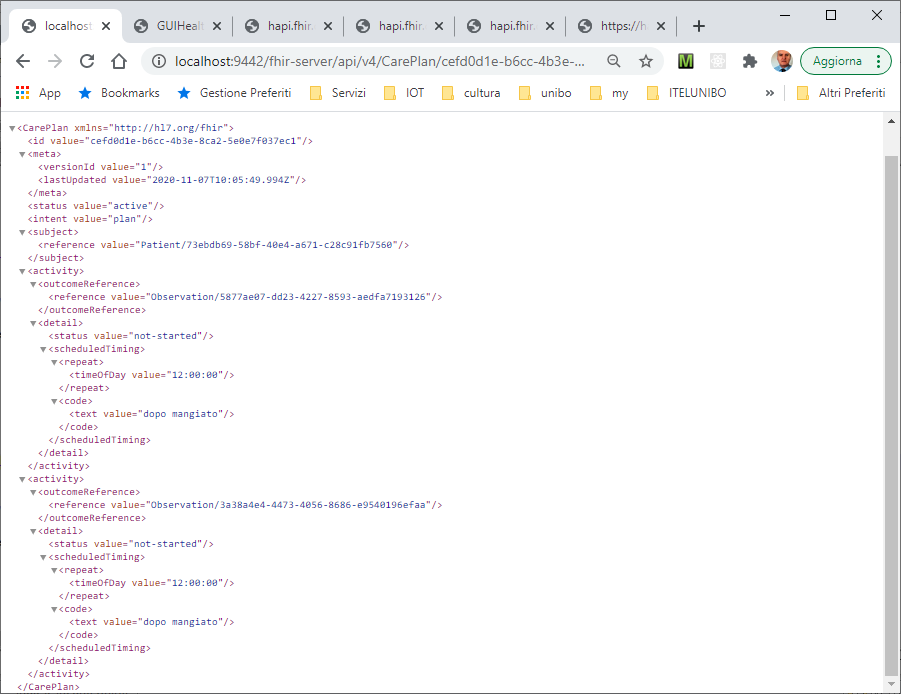 localhost
GUIHeal
hapi.fhir.
hapi.fhir.
hapi.fhir.
https://h
localhost:9442/fhir-server/api/v4/CarePlan/cefd0d1e-b6cc-4b3e-...
M
Aggiorna
App
Bookmarks
Gestione Preferiti
Servizi
IOT
cultura
unibo
my
ITELUNIBO
»
Altri Preferiti
▼<CarePlan xmlns="http://hl7.org/fhir">
<id value="cefd0d1e-b6cc-4b3e-8ca2-5e0e7f037ec1"/>
▼<meta>
<versionId value="1"/>
<lastUpdated value="2020-11-07T10:05:49.994Z"/>
</meta>
<status value="active"/>
<intent value="plan"/>
▼<subject>
<reference value="Patient/73ebdb69-58bf-40e4-a671-c28c91fb7560"/>
</subject>
▼<activity>
▼<outcomeReference>
<reference value="Observation/5877ae07-dd23-4227-8593-aedfa7193126"/>
</outcomeReference>
▼<detail>
<status value="not-started"/>
▼<scheduledTiming>
▼<repeat>
<timeOfDay value="12:00:00"/>
</repeat>
▼<code>
<text value="dopo mangiato"/>
</code>
</scheduledTiming>
</detail>
</activity>
▼<activity>
▼<outcomeReference>
<reference value="Observation/3a38a4e4-4473-4056-8686-e9540196efaa"/>
</outcomeReference>
▼<detail>
<status value="not-started"/>
▼<scheduledTiming>
▼<repeat>
<timeOfDay value="12:00:00"/>
</repeat>
▼<code>
<text value="dopo mangiato"/>
</code>
</scheduledTiming>
</detail>
</activity>
</CarePlan>